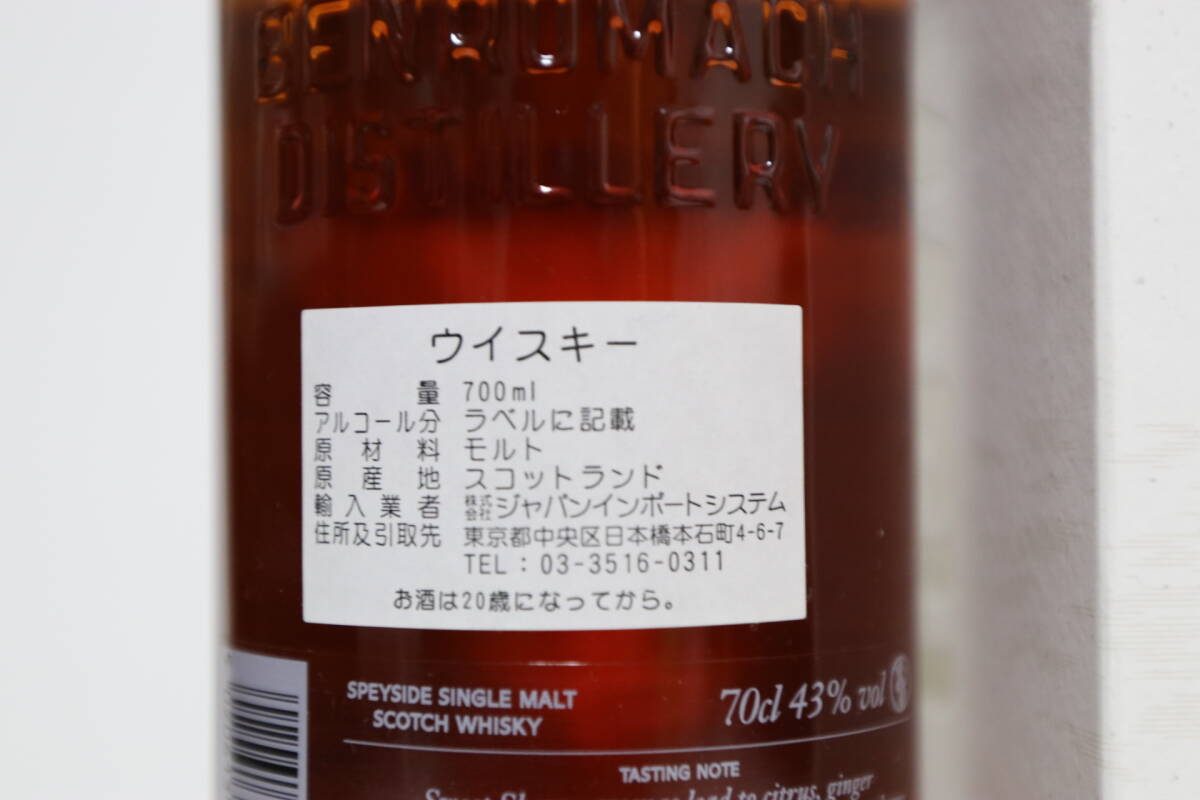 BENROMACH
DISTILLERY
ウイスキー
容量 700ml
アルコール分 ラベルに記載
原材料 モルト
原産地 スコットランド
輸入業者 株式会社ジャパンインポートシステム
住所及引取先 東京都中央区日本橋本石町4-6-7
TEL : 03-3516-0311
お酒は20歳になってから。
SPEYSIDE SINGLE MALT
SCOTCH WHISKY
70cl 43% vol
TASTING NOTE
lead to citrus, ginger